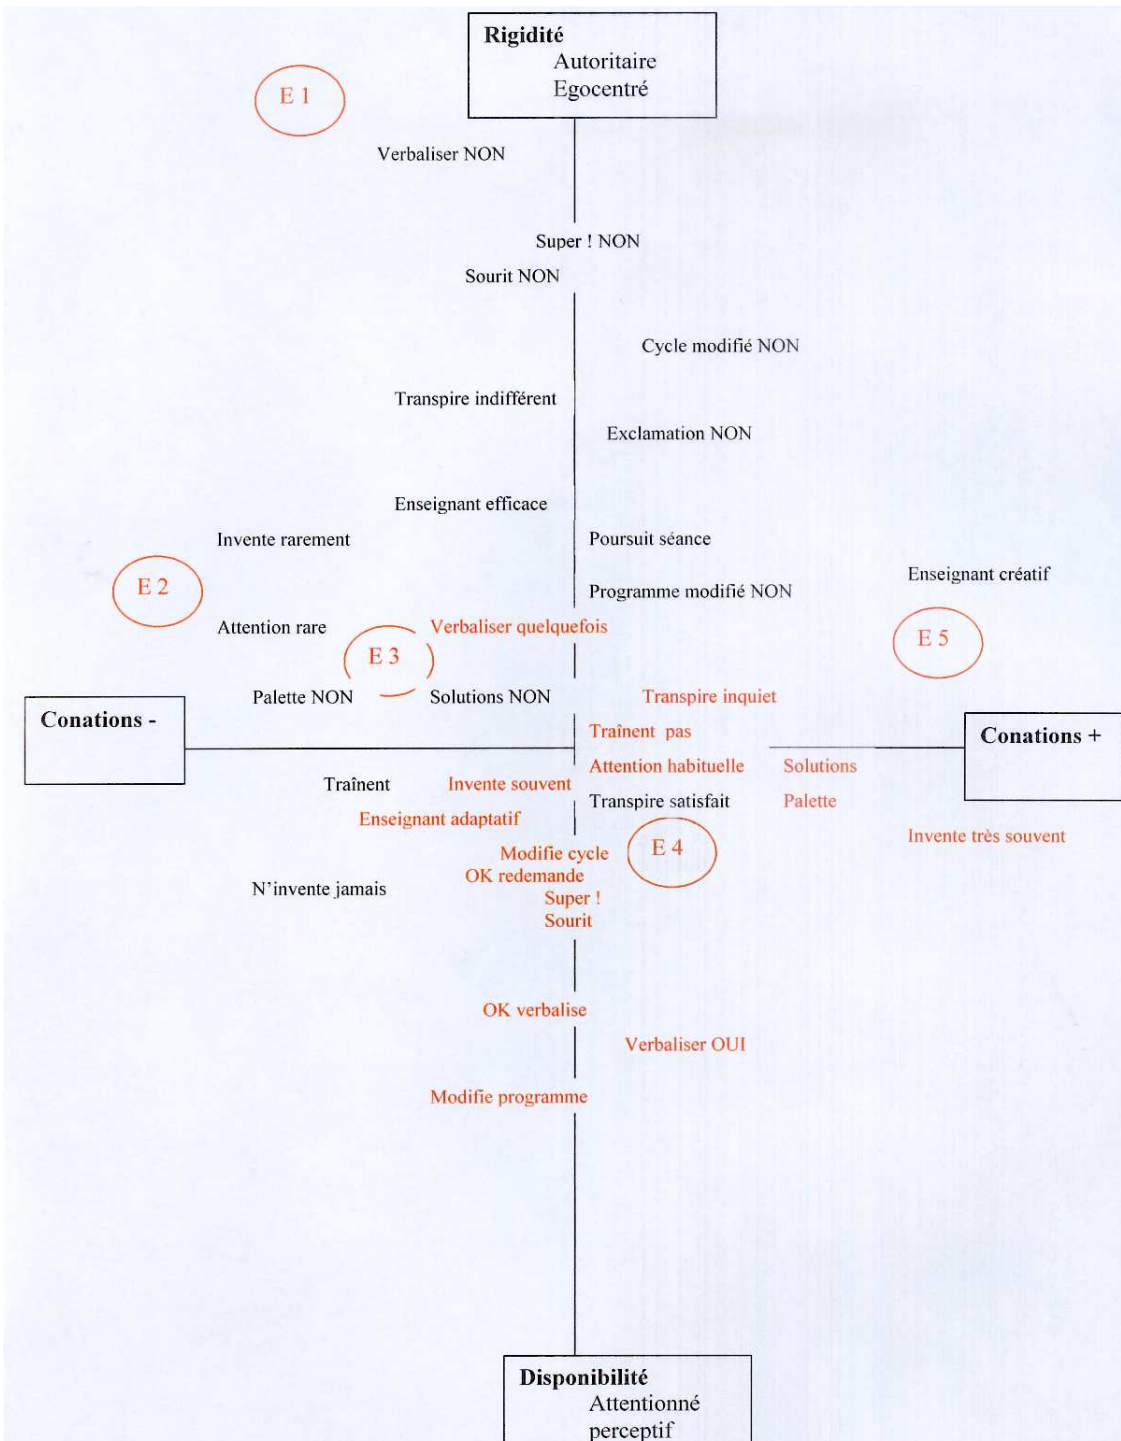 Rigidité
Autoritaire
Egocentré
E 1
Verbaliser NON
Super ! NON
Sourit NON
Cycle modifié NON
Transpire indifférent
Exclamation NON
Enseignant efficace
Invente rarement
Poursuit séance
Enseignant créatif
E 2
Programme modifié NON
Attention rare
Verbaliser quelquefois
E 5
E 3
Palette NON
Solutions NON
Transpire inquiet
Conations -
Traînent pas
Conations +
Attention habituelle
Solutions
Traînent
Invente souvent
Transpire satisfait
Palette
Enseignant adaptatif
Invente très souvent
Modifie cycle
E 4
OK redemande
N'invente jamais
Super !
Sourit
OK verbalise
Verbaliser OUI
Modifie programme
Disponibilité
Attentionné
perceptif